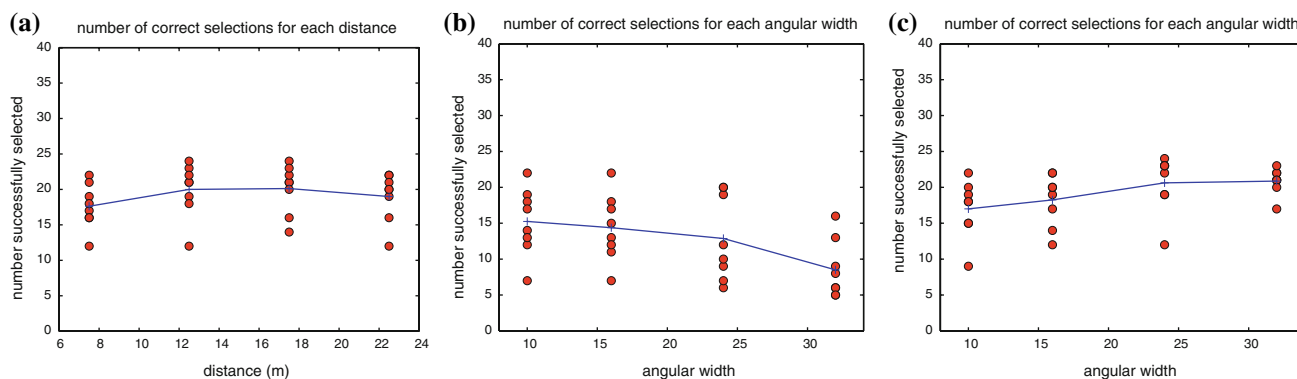 (a)
number of correct selections for each distance
40
35
30
25
20
15
10
5
0
number successfully selected
6 8 10 12 14 16 18 20 22 24
distance (m)
(b)
number of correct selections for each angular width
40
35
30
25
20
15
10
5
0
number successfully selected
10 15 20 25 30
angular width
(c)
number of correct selections for each angular width
40
35
30
25
20
15
10
5
0
number successfully selected
10 15 20 25 30
angular width